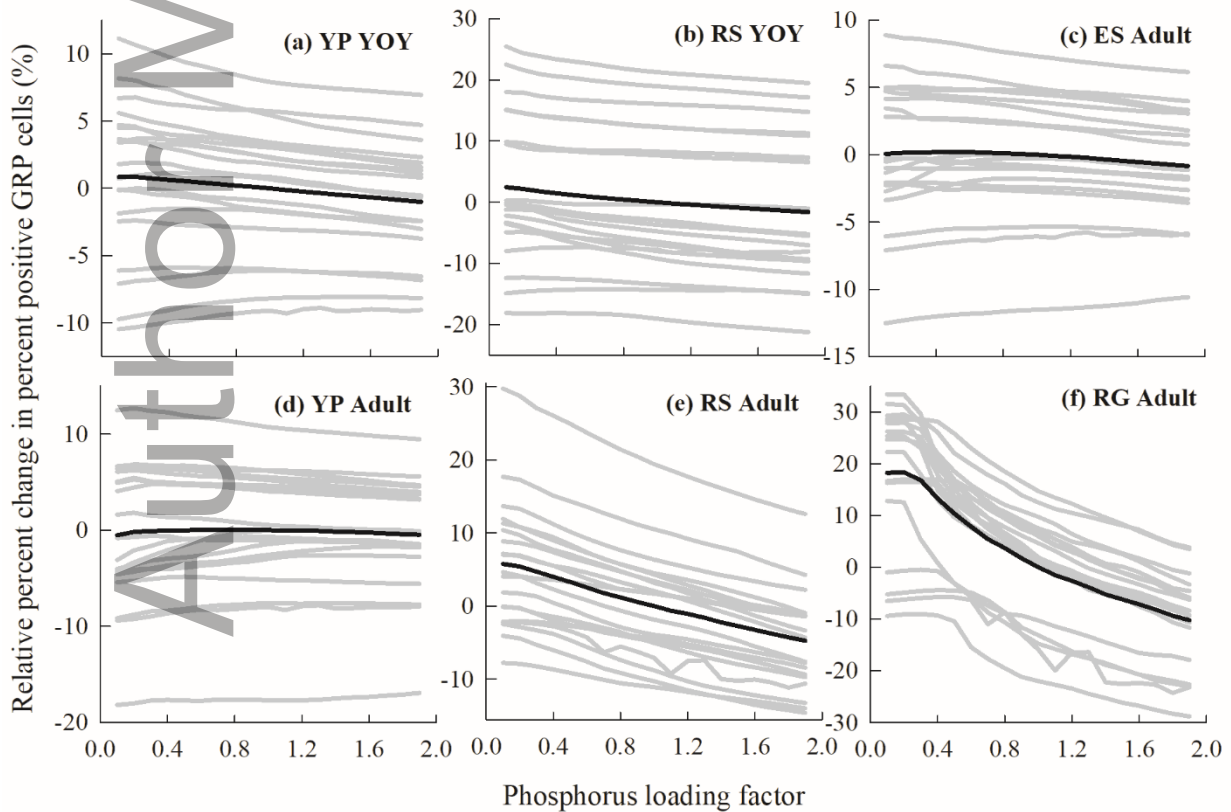 Relative percent change in percent positive GRP cells (%)
Author M
(a) YP YOY
10
5
0
-5
-10
(b) RS YOY
30
20
10
0
-10
-20
(c) ES Adult
10
5
0
-5
-10
-15
(d) YP Adult
10
0
-10
-20
(e) RS Adult
30
20
10
0
-10
(f) RG Adult
30
20
10
0
-10
-20
-30
0.0 0.4 0.8 1.2 1.6 2.0
0.0 0.4 0.8 1.2 1.6 2.0
0.0 0.4 0.8 1.2 1.6 2.0
Phosphorus loading factor